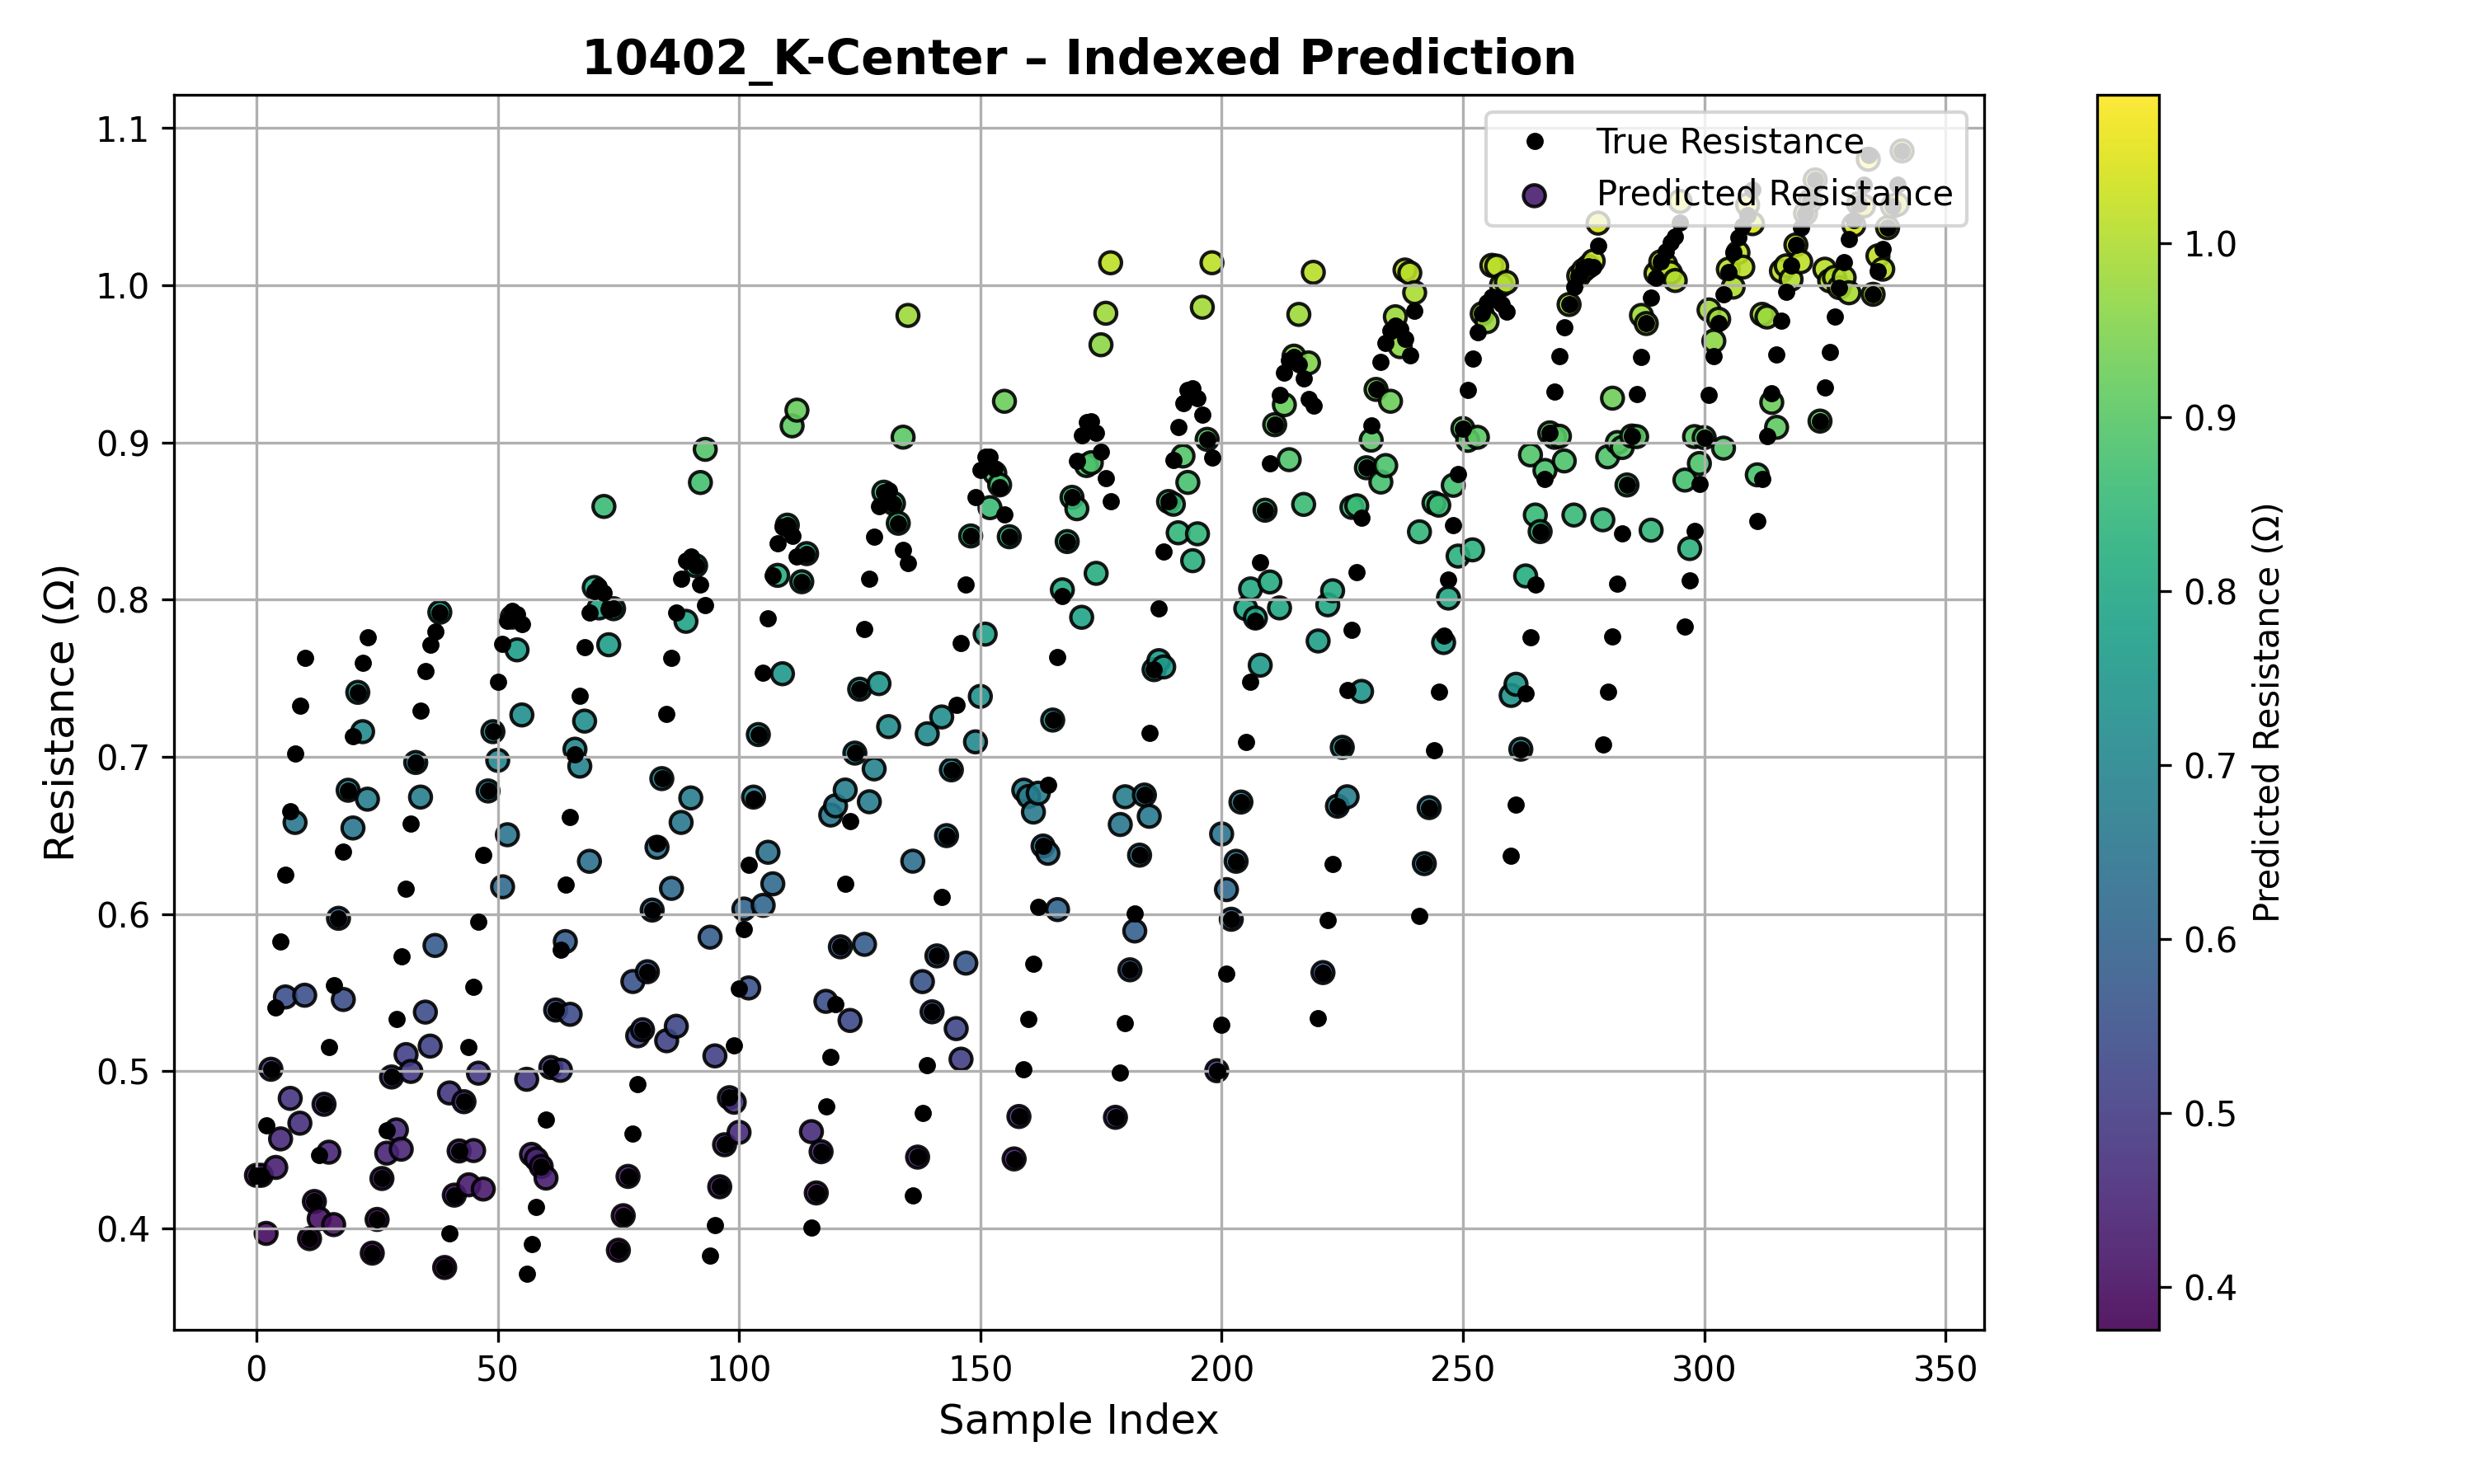 10402_K-Center – Indexed Prediction
True Resistance
Predicted Resistance
Resistance (Ω)
1.1
1.0
0.9
0.8
0.7
0.6
0.5
0.4
0 50 100 150 200 250 300 350
Sample Index
1.0
0.9
0.8
0.7
0.6
0.5
0.4
Predicted Resistance (Ω)